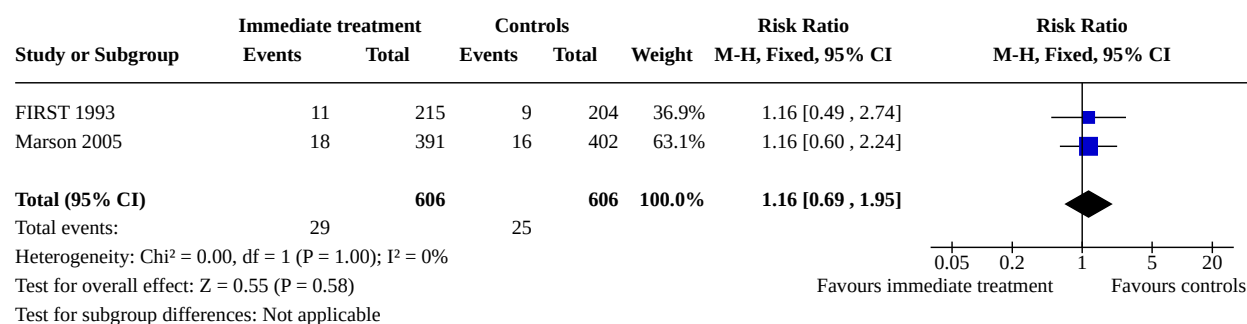 Immediate treatment Controls Risk Ratio Risk Ratio
Study or Subgroup Events Total Events Total Weight M-H, Fixed, 95% CI M-H, Fixed, 95% CI
FIRST 1993 11 215 9 204 36.9% 1.16 [0.49 , 2.74]
Marson 2005 18 391 16 402 63.1% 1.16 [0.60 , 2.24]
Total (95% CI) 606 606 100.0% 1.16 [0.69 , 1.95]
Total events: 29 25
Heterogeneity: Chi² = 0.00, df = 1 (P = 1.00); I² = 0%
0.05 0.2 1 5 20
Test for overall effect: Z = 0.55 (P = 0.58) Favours immediate treatment Favours controls
Test for subgroup differences: Not applicable